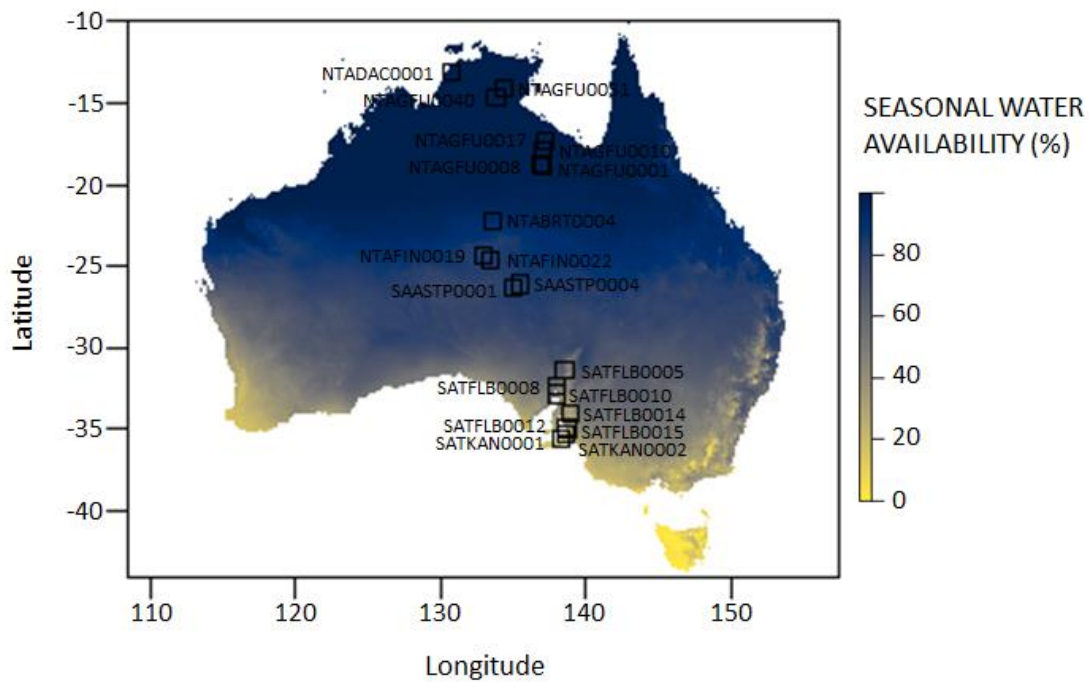 -10
-15
-20
-25
-30
-35
-40
Latitude
NTADAC0001
NTAGFU0031
NTAGFU0040
NTAGFU0017
NTAGFU0010
NTAGFU0008
NTAGFU0001
NTABRT0004
NTAFIN0019
NTAFIN0022
SAASTP0001
SAASTP0004
SATFLB0005
SATFLB0008
SATFLB0010
SATFLB0014
SATFLB0012
SATFLB0015
SATKAN0001
SATKAN0002
110 120 130 140 150
Longitude
SEASONAL WATER
AVAILABILITY (%)
80
60
40
20
0